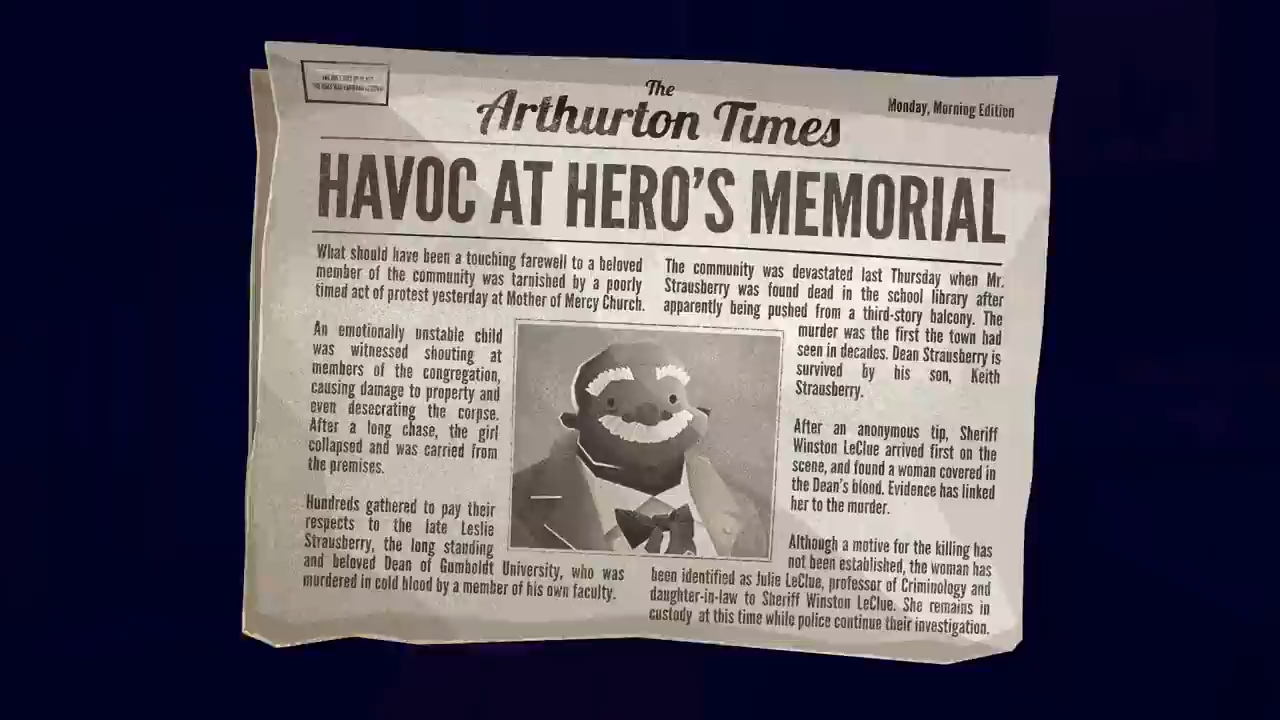 The
Arthurton Times
Monday, Morning Edition
HAVOC AT HERO'S MEMORIAL
What should have been a touching farewell to a beloved
member of the community was tarnished by a poorly
timed act of protest yesterday at Mother of Mercy Church.
An emotionally unstable child
was witnessed shouting at
members of the congregation,
causing damage to property and
even desecrating the corpse.
After a long chase, the girl
collapsed and was carried from
the premises.
Hundreds gathered to pay their
respects to the late Leslie
Strausberry, the long standing
and beloved Dean of Gumboldt University, who was
murdered in cold blood by a member of his own faculty.
The community was devastated last Thursday when Mr.
Strausberry was found dead in the school library after
apparently being pushed from a third-story balcony. The
murder was the first the town had
seen in decades. Dean Strausberry is
survived by his son, Keith
Strausberry.
After an anonymous tip, Sheriff
Winston LeClue arrived first on the
scene, and found a woman covered in
the Dean's blood. Evidence has linked
her to the murder.
Although a motive for the killing has
not been established, the woman has
been identified as Julie LeClue, professor of Criminology and
daughter-in-law to Sheriff Winston LeClue. She remains in
custody at this time while police continue their investigation.